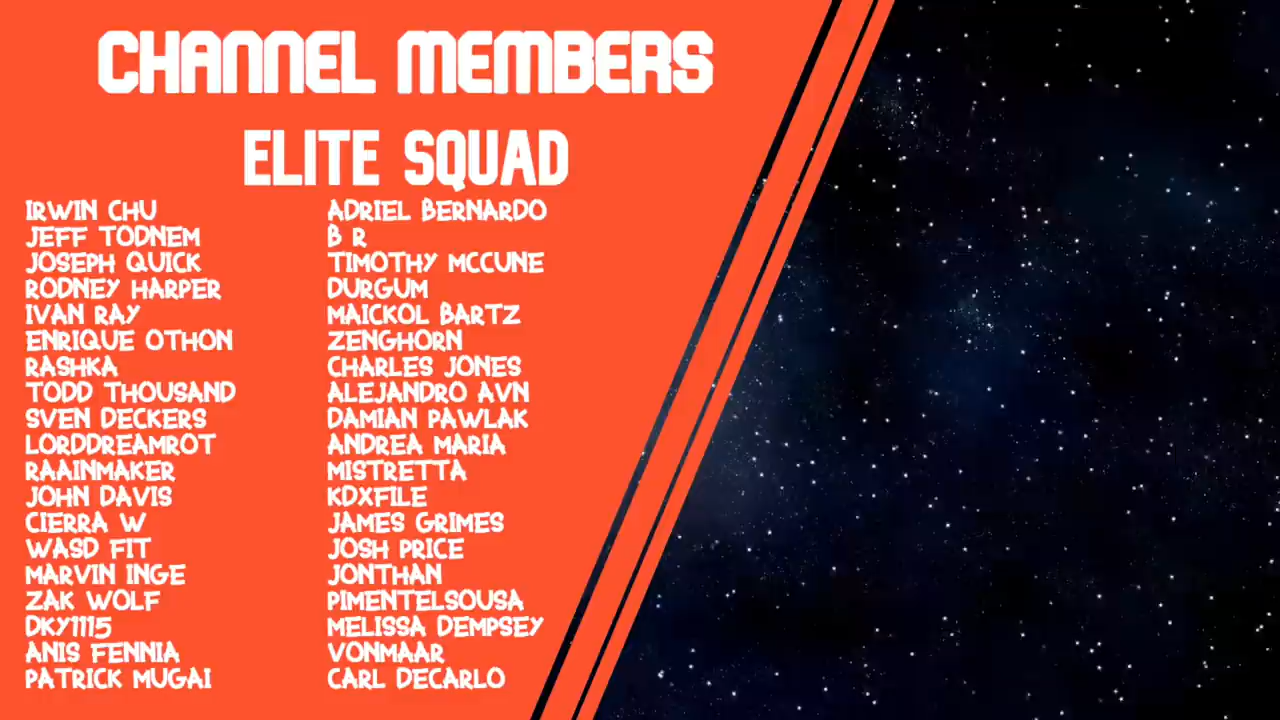 CHANNEL MEMBERS
ELITE SQUAD
IRWIN CHU
JEFF TODNEM
JOSEPH QUICK
RODNEY HARPER
IVAN RAY
ENRIQUE OTHON
RASHKA
TODD THOUSAND
SVEN DECKERS
LORDDREAMROT
RAAINMAKER
JOHN DAVIS
CIERRA W
WASD FIT
MARVIN INGE
ZAK WOLF
DKY1115
ANIS FENNIA
PATRICK MUGAI
ADRIEL BERNARDO
B R
TIMOTHY MCCUNE
DURGUM
MAICKOL BARTZ
ZENGHORN
CHARLES JONES
ALEJANDRO AVN
DAMIAN PAWLAK
ANDREA MARIA
MISTRETTA
KDXFILE
JAMES GRIMES
JOSH PRICE
JONTHAN
PIMENTELSOUSA
MELISSA DEMPSEY
VONMAAR
CARL DECARLO